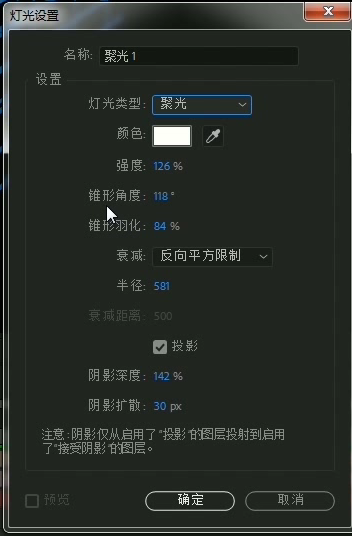 灯光设置
名称: 聚光 1
设置
灯光类型: 聚光
颜色:
强度: 126 %
锥形角度: 118 °
锥形羽化: 84 %
衰减: 反向平方限制
半径: 581
衰减距离: 500
投影
阴影深度: 142 %
阴影扩散: 30 px
注意:阴影仅从启用了“投影”的图层投射到启用
了“接受阴影”的图层。
预览 确定 取消